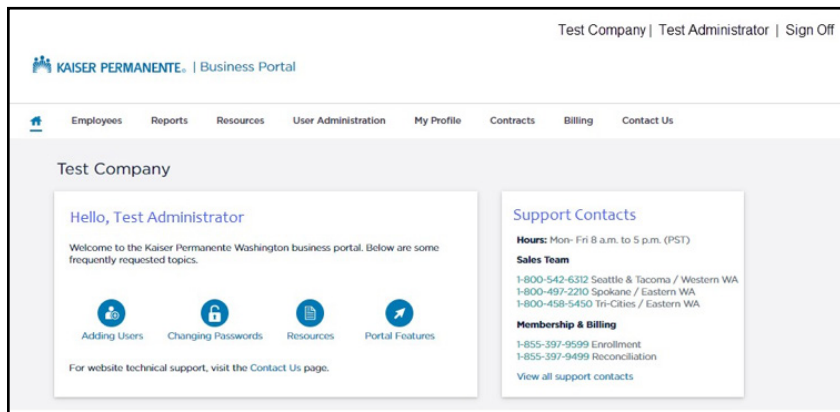 Test Company | Test Administrator | Sign Off
KAISER PERMANENTE® | Business Portal
Employees Reports Resources User Administration My Profile Contracts Billing Contact Us
Test Company
Hello, Test Administrator
Welcome to the Kaiser Permanente Washington business portal. Below are some
frequently requested topics.
Adding Users Changing Passwords Resources Portal Features
For website technical support, visit the Contact Us page.
Support Contacts
Hours: Mon- Fri 8 a.m. to 5 p.m. (PST)
Sales Team
1-800-542-6312 Seattle & Tacoma / Western WA
1-800-497-2210 Spokane / Eastern WA
1-800-458-5450 Tri-Cities / Eastern WA
Membership & Billing
1-855-397-9599 Enrollment
1-855-397-9499 Reconciliation
View all support contacts